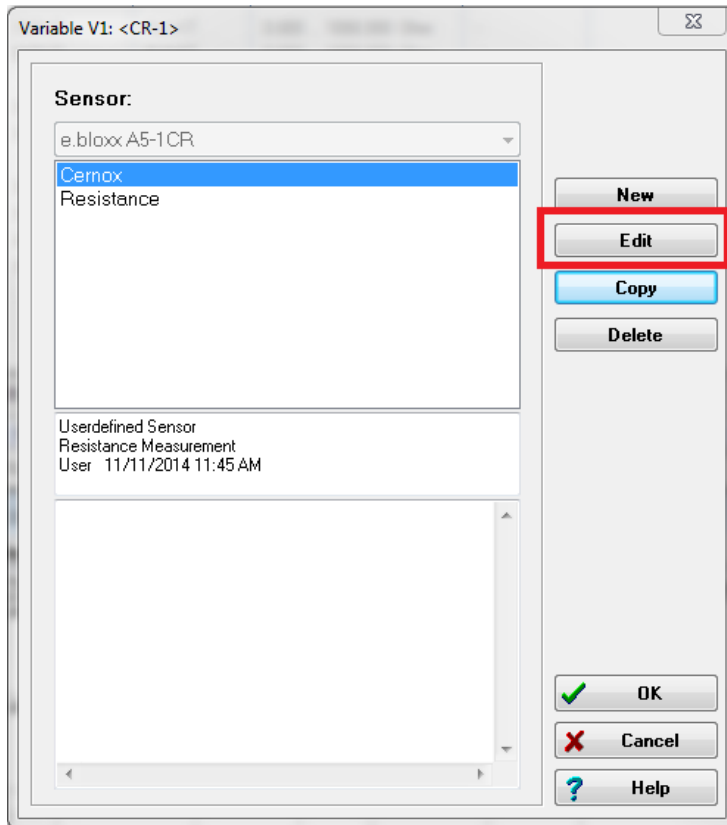 Variable V1: <CR-1>
Sensor:
e.bloxx A5-1CR
Cernox
Resistance
Userdefined Sensor
Resistance Measurement
User 11/11/2014 11:45 AM
New
Edit
Copy
Delete
OK
Cancel
? Help